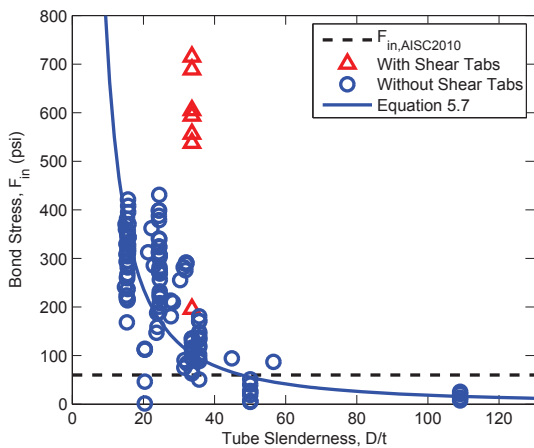 800
700
600
500
400
300
200
100
0
Bond Stress, F_in (psi)
F_in,AISC2010
With Shear Tabs
Without Shear Tabs
Equation 5.7
0 20 40 60 80 100 120
Tube Slenderness, D/t